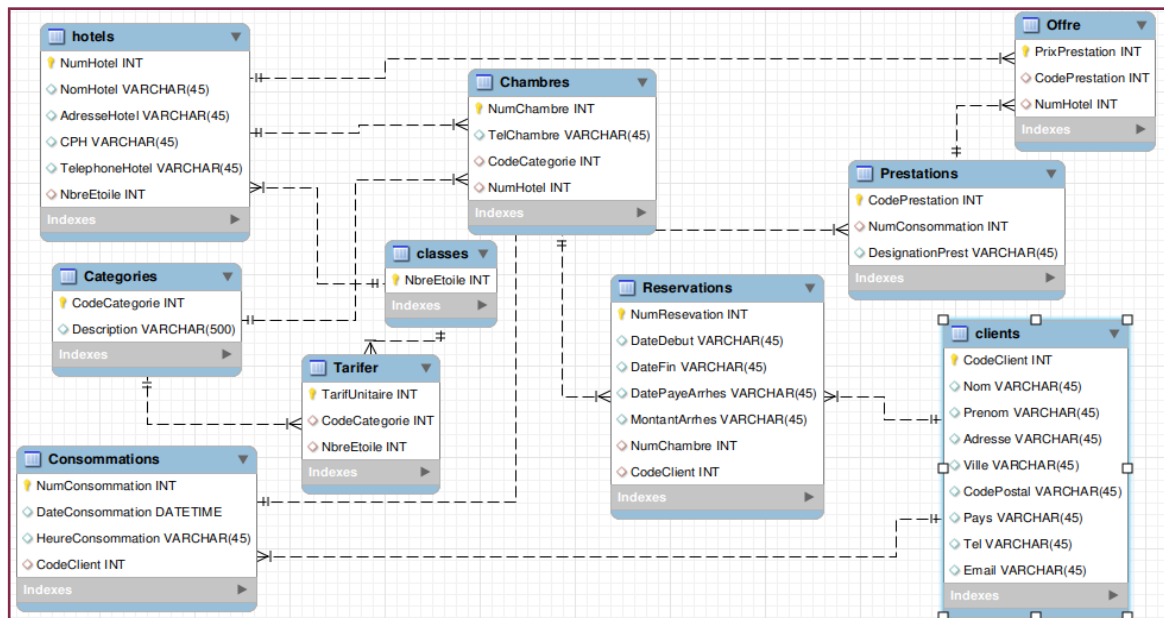 hotels
NumHotel INT
NomHotel VARCHAR(45)
AdresseHotel VARCHAR(45)
CPH VARCHAR(45)
TelephoneHotel VARCHAR(45)
NbreEtoile INT
Indexes
Chambres
NumChambre INT
TelChambre VARCHAR(45)
CodeCategorie INT
NumHotel INT
Indexes
Offre
PrixPrestation INT
CodePrestation INT
NumHotel INT
Indexes
Prestations
CodePrestation INT
NumConsommation INT
DesignationPrest VARCHAR(45)
Indexes
classes
NbreEtoile INT
Indexes
Categories
CodeCategorie INT
Description VARCHAR(500)
Indexes
Reservations
NumResevation INT
DateDebut VARCHAR(45)
DateFin VARCHAR(45)
DatePayeArrhes VARCHAR(45)
MontantArrhes VARCHAR(45)
NumChambre INT
CodeClient INT
Indexes
clients
CodeClient INT
Nom VARCHAR(45)
Prenom VARCHAR(45)
Adresse VARCHAR(45)
Ville VARCHAR(45)
CodePostal VARCHAR(45)
Pays VARCHAR(45)
Tel VARCHAR(45)
Email VARCHAR(45)
Indexes
Tarifer
TarifUnitaire INT
CodeCategorie INT
NbreEtoile INT
Indexes
Consommations
NumConsommation INT
DateConsommation DATETIME
HeureConsommation VARCHAR(45)
CodeClient INT
Indexes